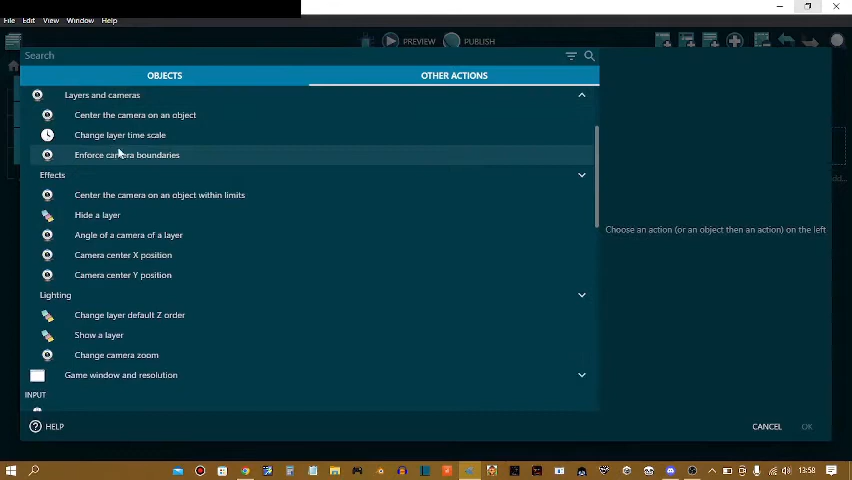 File Edit View Window Help
PREVIEW PUBLISH
Search
OBJECTS OTHER ACTIONS
Layers and cameras
Center the camera on an object
Change layer time scale
Enforce camera boundaries
Effects
Center the camera on an object within limits
Hide a layer
Angle of a camera of a layer
Camera center X position
Camera center Y position
Lighting
Change layer default Z order
Show a layer
Change camera zoom
Game window and resolution
INPUT
Choose an action (or an object then an action) on the left
HELP CANCEL OK
13:58